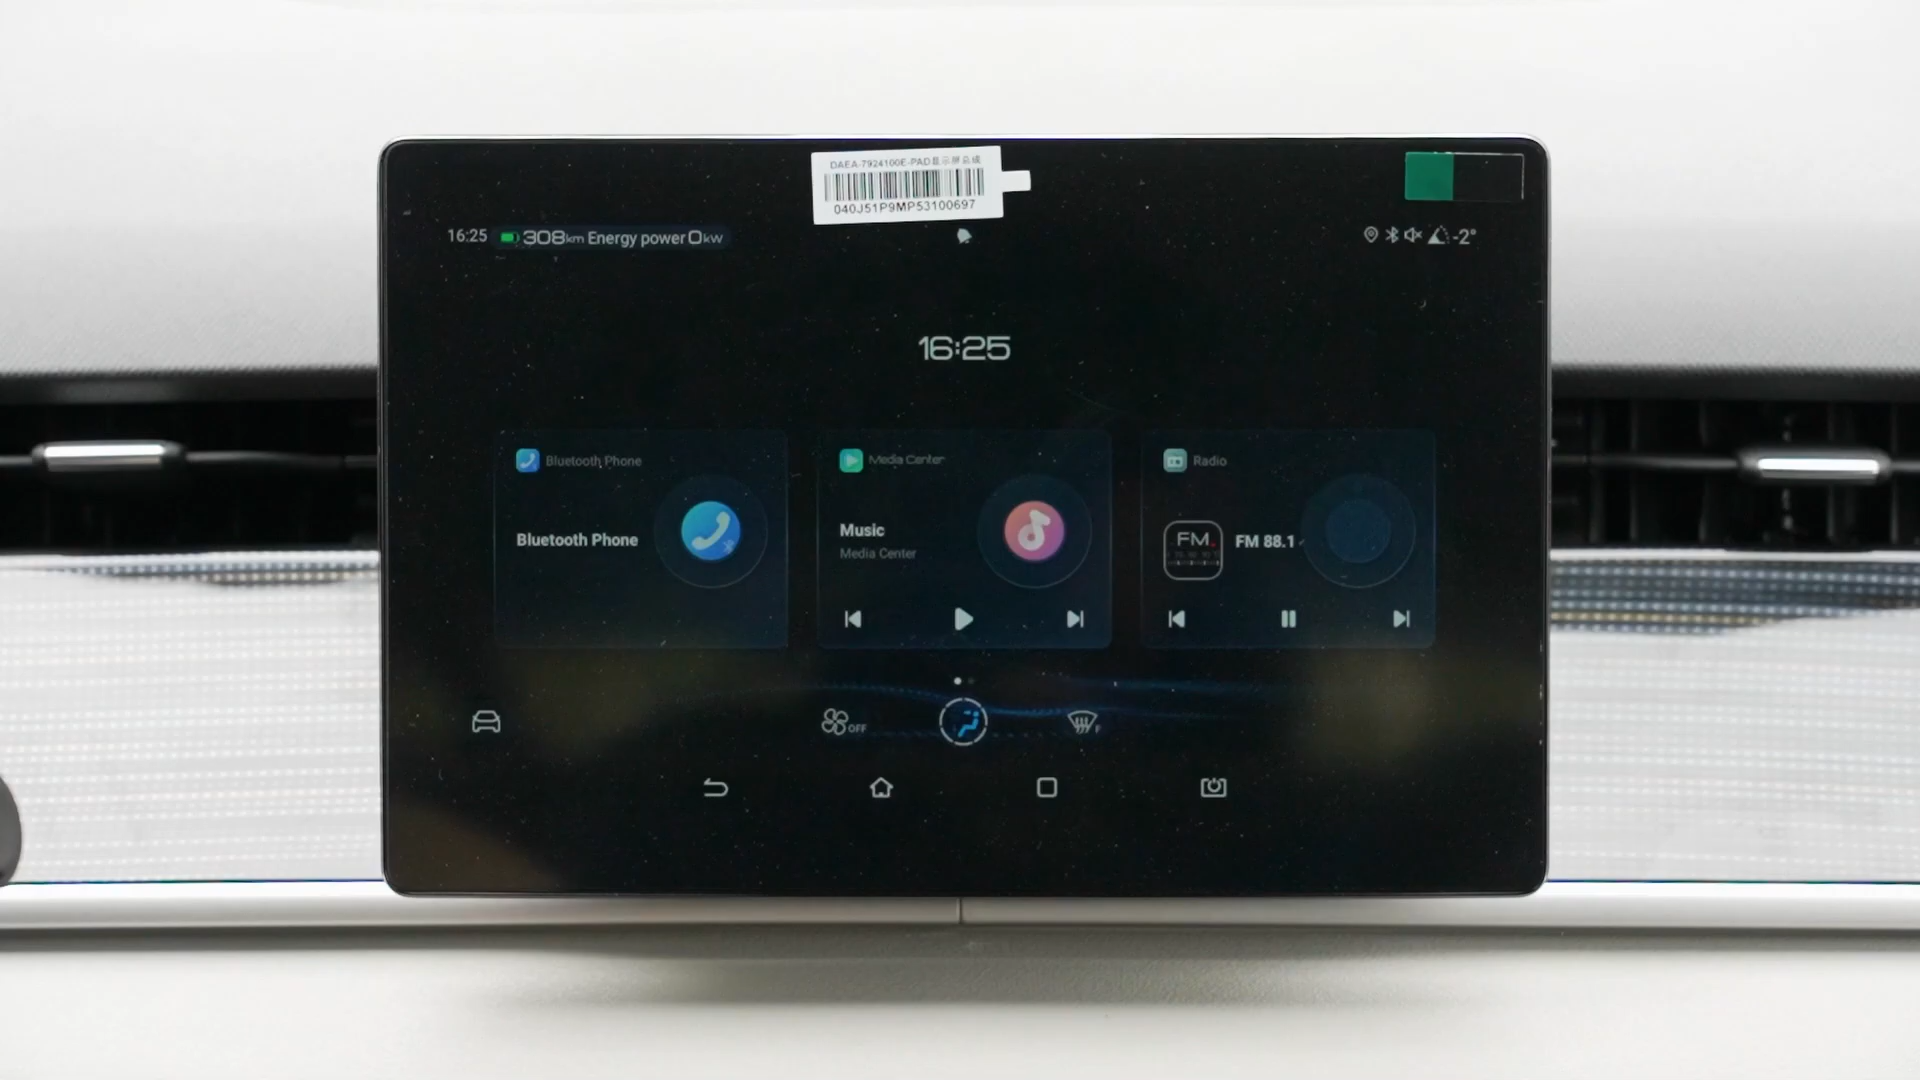 DAEA-7924100E-PAD显示屏总成
040J51P9MP53100697
16:25 308km Energy power 0kw
-2°
16:25
Bluetooth Phone
Media Center
Radio
Bluetooth Phone
Music
Media Center
FM
FM 88.1
OFF
F